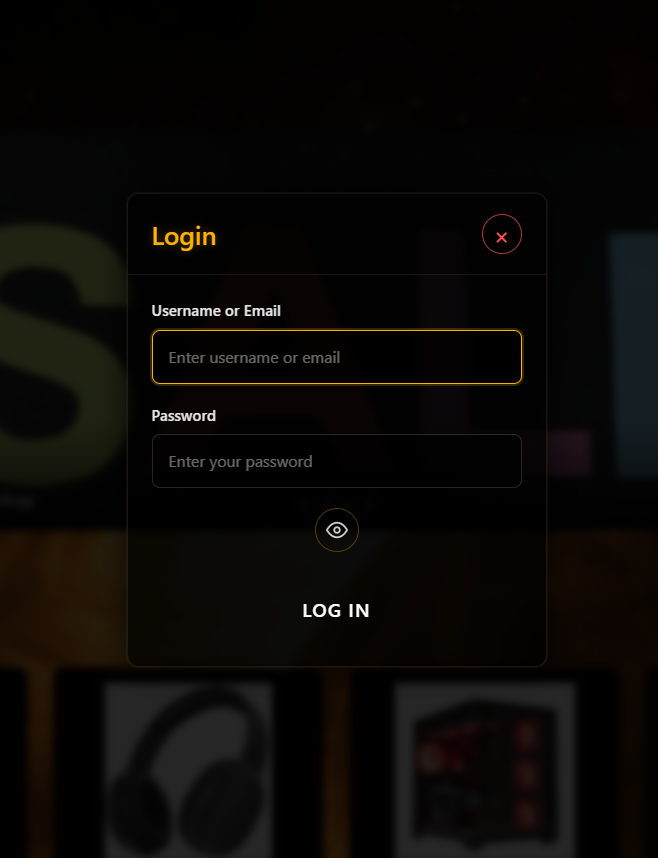 Login
Username or Email
Enter username or email
Password
Enter your password
LOG IN